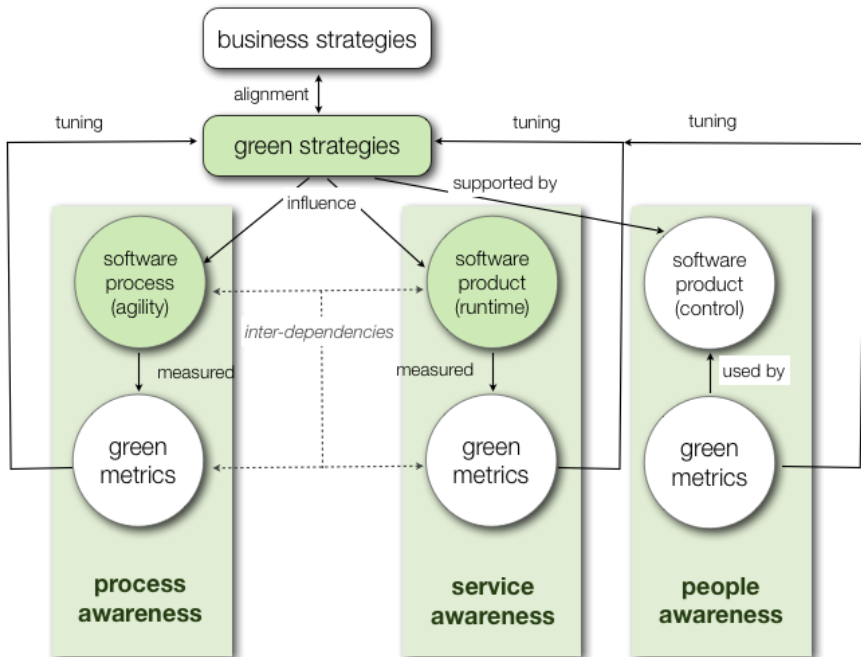 business strategies
alignment
tuning
tuning
tuning
green strategies
supported by
influence
software
process
(agility)
software
product
(runtime)
software
product
(control)
inter-dependencies
measured
measured
used by
green
metrics
green
metrics
green
metrics
process
awareness
service
awareness
people
awareness